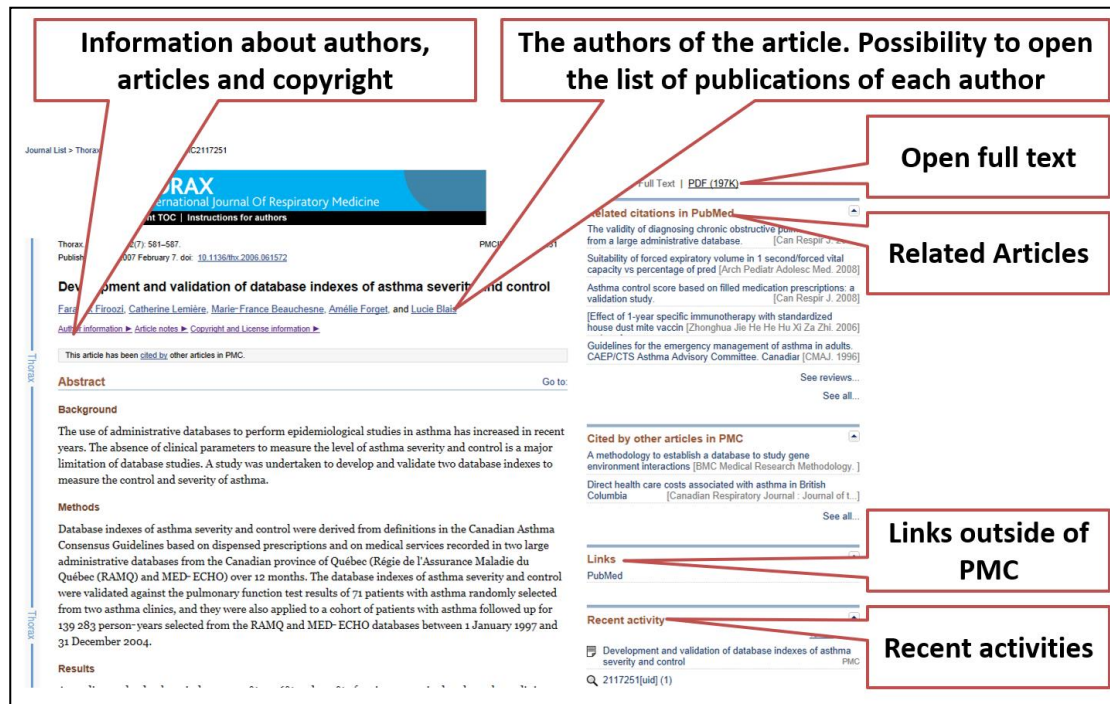 Information about authors,
articles and copyright
The authors of the article. Possibility to open
the list of publications of each author
Open full text
Related Articles
Links outside of
PMC
Recent activities
Journal List > Thorax
C2117251
RAX
ernational Journal Of Respiratory Medicine
nt TOC | Instructions for authors
Thorax.
2(7): 581–587.
PMCI
Publis
007 February 7. doi: 10.1136/thx.2006.061572
Development and validation of database indexes of asthma severity and control
Firoozi, Catherine Lemière, Marie-France Beauchesne, Amélie Forget, and Lucie Blais
Author information ► Article notes ► Copyright and License information ►
This article has been cited by other articles in PMC.
Thorax
Thorax
Abstract
Go to:
Background
The use of administrative databases to perform epidemiological studies in asthma has increased in recent
years. The absence of clinical parameters to measure the level of asthma severity and control is a major
limitation of database studies. A study was undertaken to develop and validate two database indexes to
measure the control and severity of asthma.
Methods
Database indexes of asthma severity and control were derived from definitions in the Canadian Asthma
Consensus Guidelines based on dispensed prescriptions and on medical services recorded in two large
administrative databases from the Canadian province of Québec (Régie de l'Assurance Maladie du
Québec (RAMQ) and MED‐ECHO) over 12 months. The database indexes of asthma severity and control
were validated against the pulmonary function test results of 71 patients with asthma randomly selected
from two asthma clinics, and they were also applied to a cohort of patients with asthma followed up for
139 283 person‐years selected from the RAMQ and MED‐ECHO databases between 1 January 1997 and
31 December 2004.
Results
Full Text | PDF (197K)
Related citations in PubMed
The validity of diagnosing chronic obstructive
from a large administrative database. [Can Respir J.
Suitability of forced expiratory volume in 1 second/forced vital
capacity vs percentage of pred [Arch Pediatr Adolesc Med. 2008]
Asthma control score based on filled medication prescriptions: a
validation study. [Can Respir J. 2008]
[Effect of 1-year specific immunotherapy with standardized
house dust mite vaccin [Zhonghua Jie He He Hu Xi Za Zhi. 2006]
Guidelines for the emergency management of asthma in adults.
CAEP/CTS Asthma Advisory Committee. Canadiar [CMAJ. 1996]
See reviews...
See all...
Cited by other articles in PMC
A methodology to establish a database to study gene
environment interactions [BMC Medical Research Methodology. ]
Direct health care costs associated with asthma in British
Columbia [Canadian Respiratory Journal : Journal of t...]
See all...
Links
PubMed
Recent activity
Development and validation of database indexes of asthma
severity and control PMC
2117251[uid] (1)